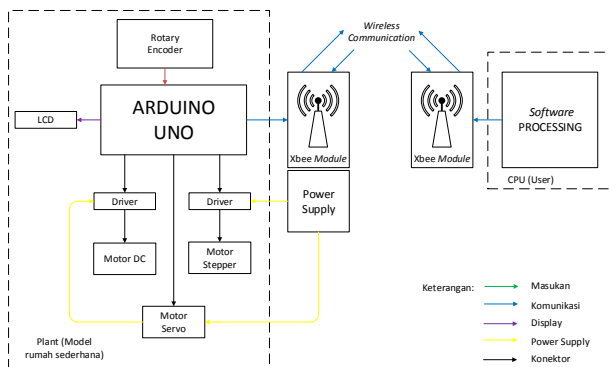 Rotary
Encoder
Wireless
Communication
LCD
ARDUINO
UNO
Xbee Module
Xbee Module
Software
PROCESSING
CPU (User)
Driver
Driver
Power
Supply
Motor DC
Motor
Stepper
Motor
Servo
Plant (Model
rumah sederhana)
Keterangan:
Masukan
Komunikasi
Display
Power Supply
Konektor